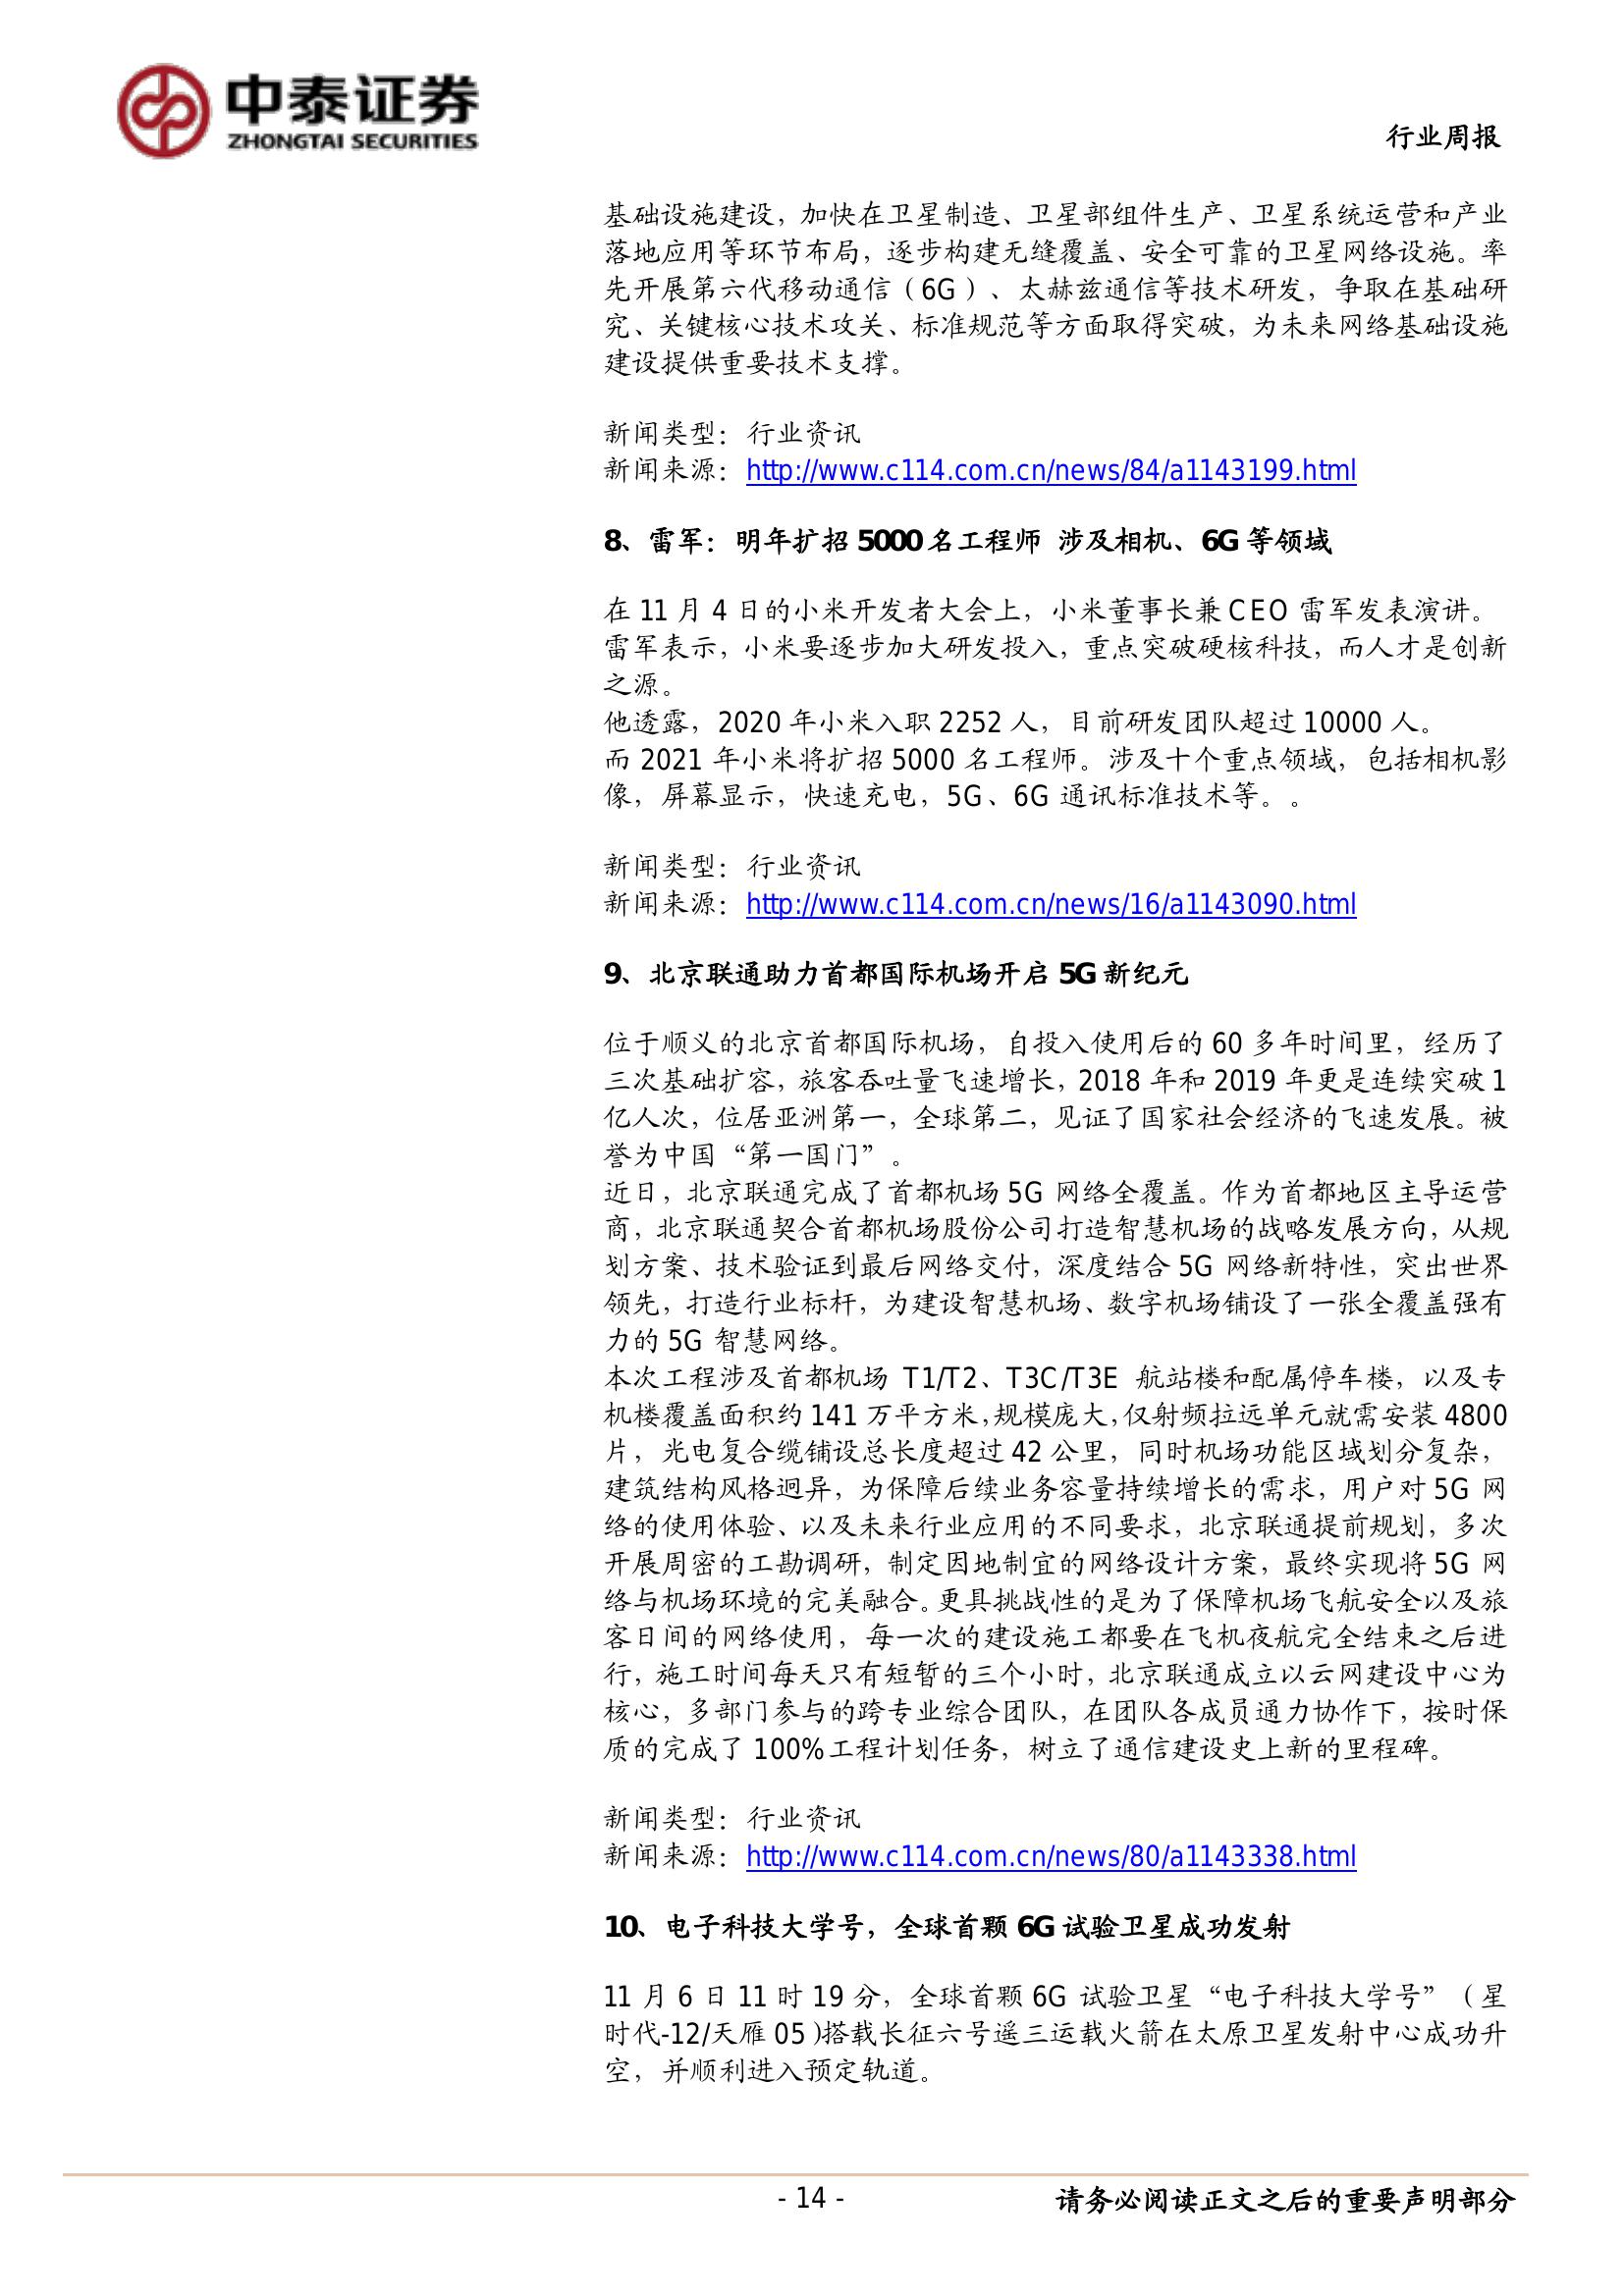 中泰证券
ZHONGTAI SECURITIES
行业周报
基础设施建设，加快在卫星制造、卫星部组件生产、卫星系统运营和产业
落地应用等环节布局，逐步构建无缝覆盖、安全可靠的卫星网络设施。率
先开展第六代移动通信（6G）、太赫兹通信等技术研发，争取在基础研
究、关键核心技术攻关、标准规范等方面取得突破，为未来网络基础设施
建设提供重要技术支撑。
新闻类型：行业资讯
新闻来源：http://www.c114.com.cn/news/84/a1143199.html
8、雷军：明年扩招 5000 名工程师 涉及相机、6G 等领域
在 11 月 4 日的小米开发者大会上，小米董事长兼 CEO 雷军发表演讲。
雷军表示，小米要逐步加大研发投入，重点突破硬核科技，而人才是创新
之源。
他透露，2020 年小米入职 2252 人，目前研发团队超过 10000 人。
而 2021 年小米将扩招 5000 名工程师。涉及十个重点领域，包括相机影
像，屏幕显示，快速充电，5G、6G 通讯标准技术等。。
新闻类型：行业资讯
新闻来源：http://www.c114.com.cn/news/16/a1143090.html
9、北京联通助力首都国际机场开启 5G 新纪元
位于顺义的北京首都国际机场，自投入使用后的 60 多年时间里，经历了
三次基础扩容，旅客吞吐量飞速增长，2018 年和 2019 年更是连续突破 1
亿人次，位居亚洲第一，全球第二，见证了国家社会经济的飞速发展。被
誉为中国“第一国门”。
近日，北京联通完成了首都机场 5G 网络全覆盖。作为首都地区主导运营
商，北京联通契合首都机场股份公司打造智慧机场的战略发展方向，从规
划方案、技术验证到最后网络交付，深度结合 5G 网络新特性，突出世界
领先，打造行业标杆，为建设智慧机场、数字机场铺设了一张全覆盖强有
力的 5G 智慧网络。
本次工程涉及首都机场 T1/T2、T3C/T3E 航站楼和配属停车楼，以及专
机楼覆盖面积约 141 万平方米，规模庞大，仅射频拉远单元就需安装 4800
片，光电复合缆铺设总长度超过 42 公里，同时机场功能区域划分复杂，
建筑结构风格迥异，为保障后续业务容量持续增长的需求，用户对 5G 网
络的使用体验、以及未来行业应用的不同要求，北京联通提前规划，多次
开展周密的工勘调研，制定因地制宜的网络设计方案，最终实现将 5G 网
络与机场环境的完美融合。更具挑战性的是为了保障机场飞航安全以及旅
客日间的网络使用，每一次的建设施工都要在飞机夜航完全结束之后进
行，施工时间每天只有短暂的三个小时，北京联通成立以云网建设中心为
核心，多部门参与的跨专业综合团队，在团队各成员通力协作下，按时保
质的完成了 100%工程计划任务，树立了通信建设史上新的里程碑。
新闻类型：行业资讯
新闻来源：http://www.c114.com.cn/news/80/a1143338.html
10、电子科技大学号，全球首颗 6G 试验卫星成功发射
11 月 6 日 11 时 19 分，全球首颗 6G 试验卫星“电子科技大学号”（星
时代-12/天雁 05）搭载长征六号遥三运载火箭在太原卫星发射中心成功升
空，并顺利进入预定轨道。
- 14 -
请务必阅读正文之后的重要声明部分